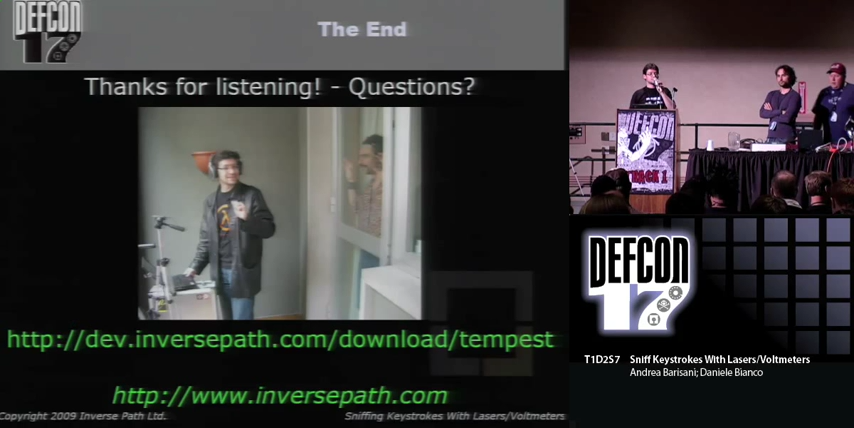 DEFCON
17
The End
Thanks for listening! - Questions?
http://dev.inversepath.com/download/tempest
http://www.inversepath.com
Copyright 2009 Inverse Path Ltd.
Sniffing Keystrokes With Lasers/Voltmeters
DEFCON
TRACK 1
DEFCON
17
T1D2S7 Sniff Keystrokes With Lasers/Voltmeters
Andrea Barisani; Daniele Bianco